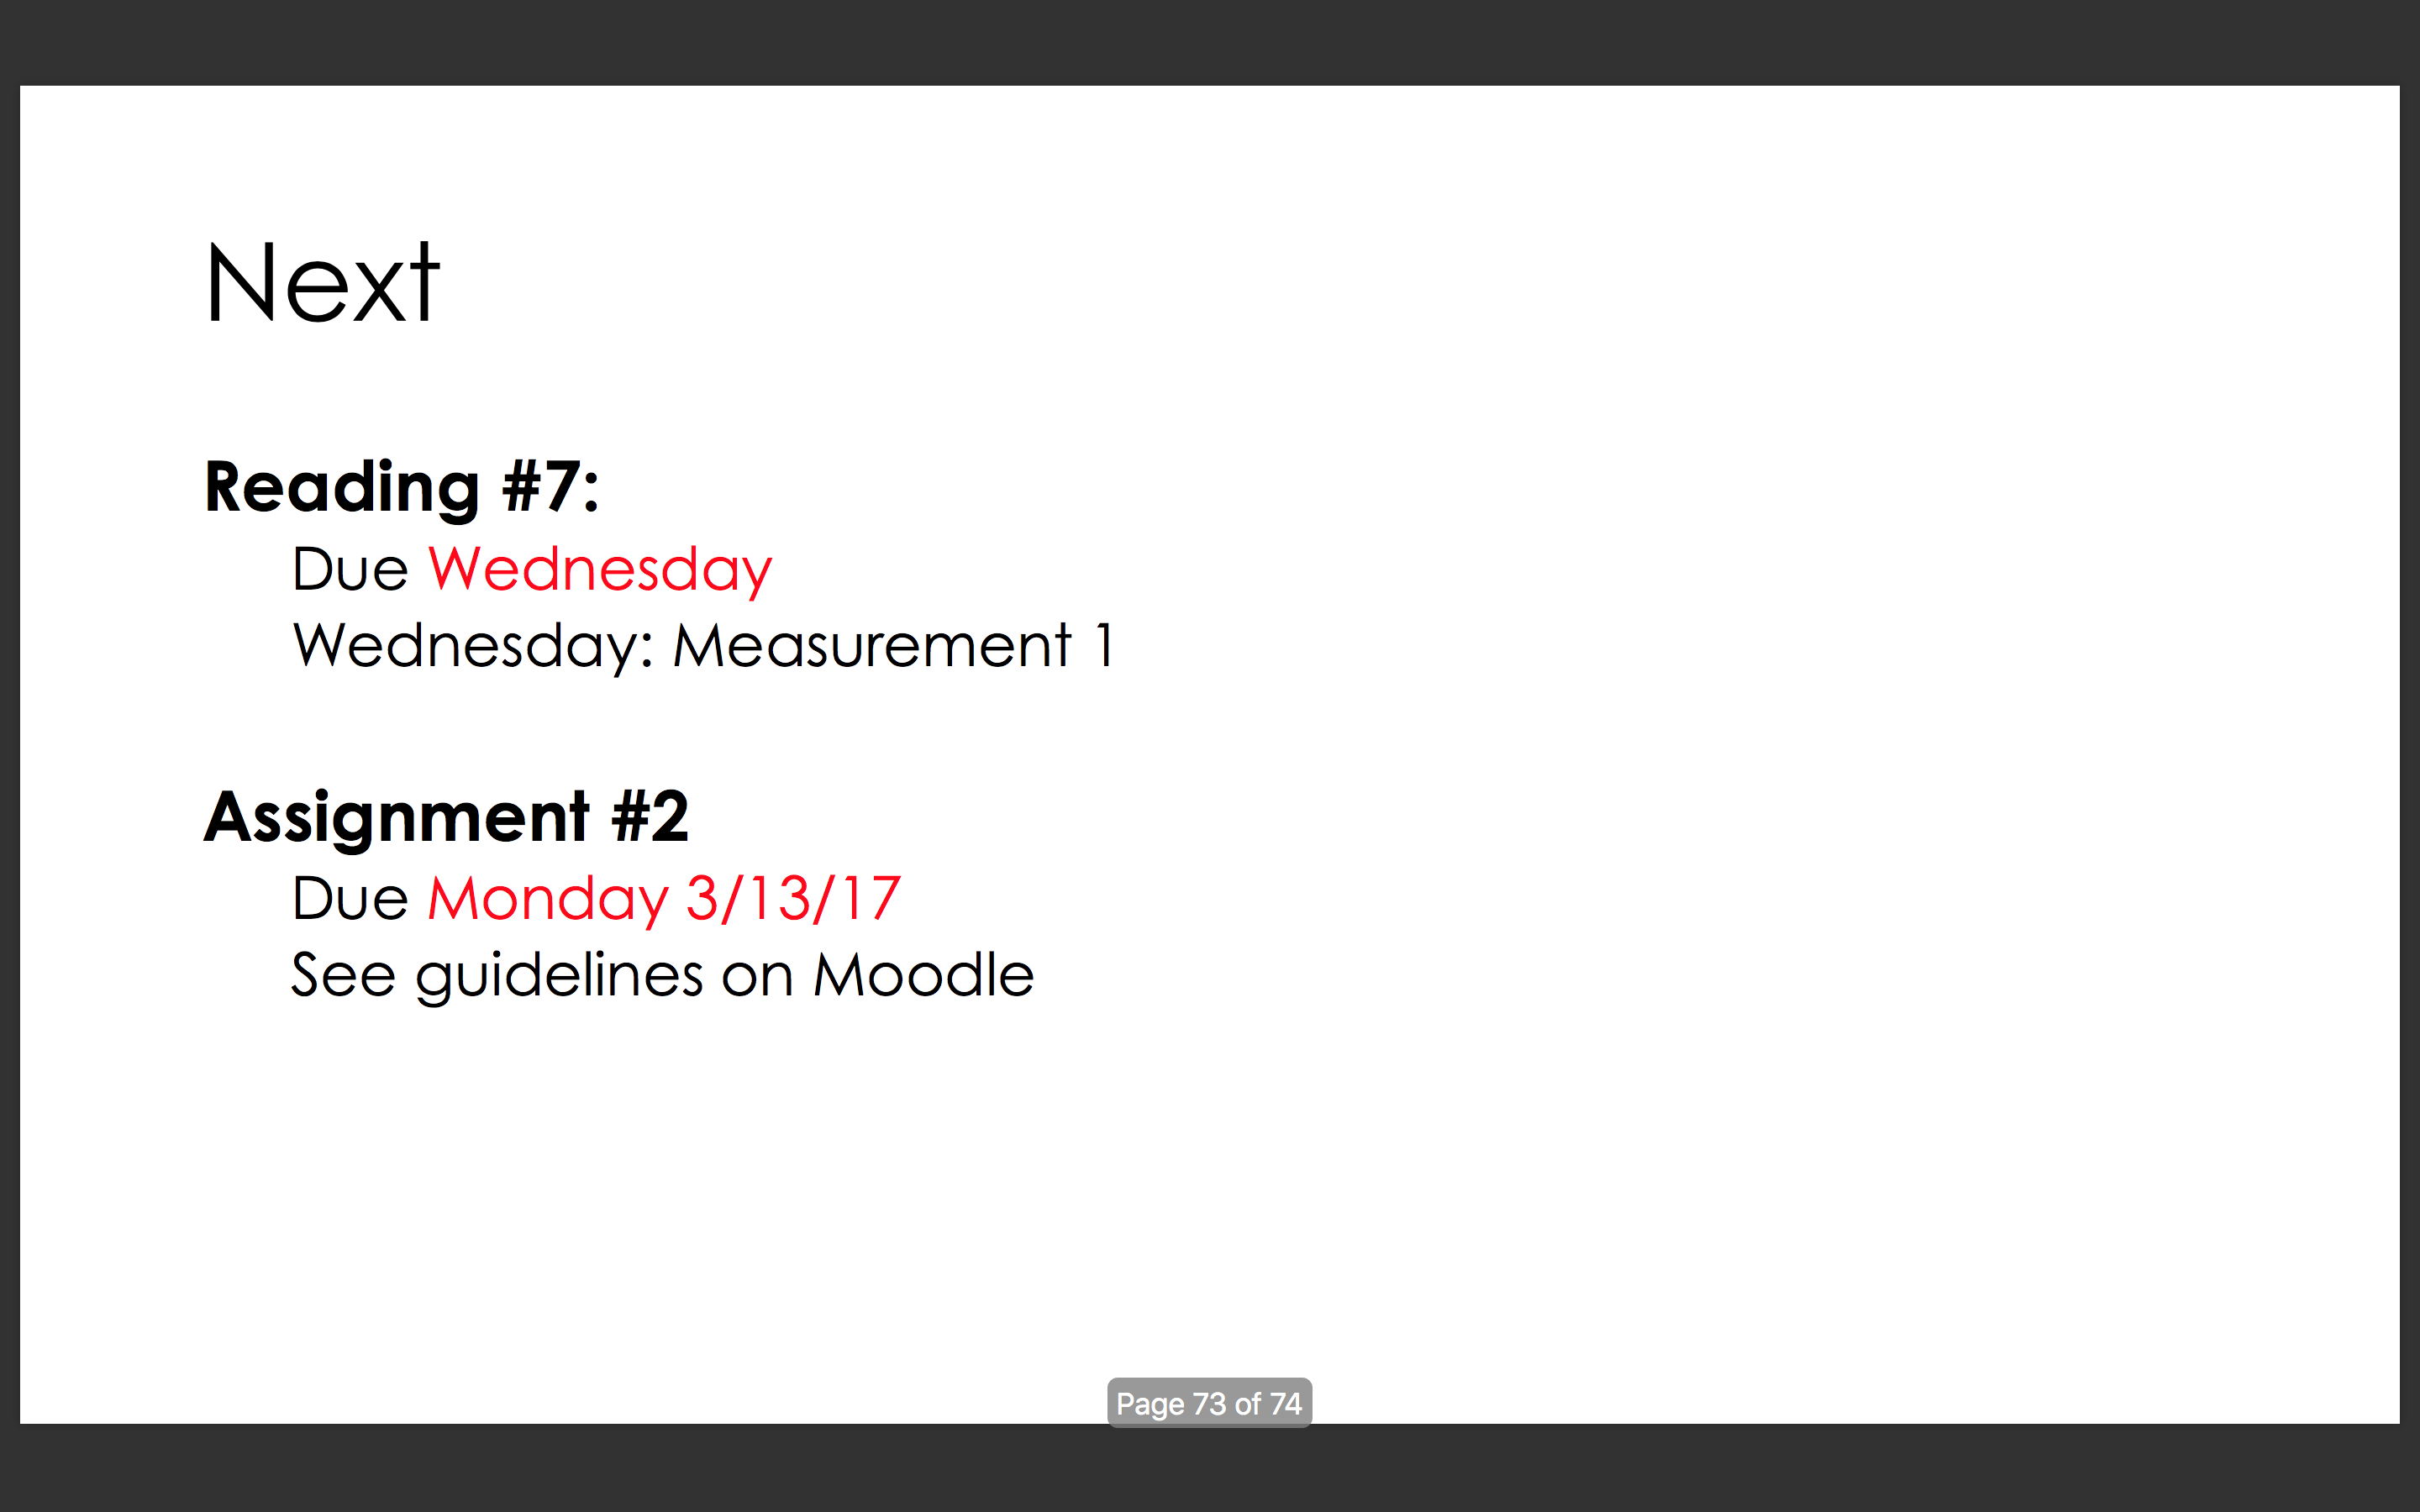 Next
Reading #7:
Due Wednesday
Wednesday: Measurement 1
Assignment #2
Due Monday 3/13/17
See guidelines on Moodle
Page 73 of 74